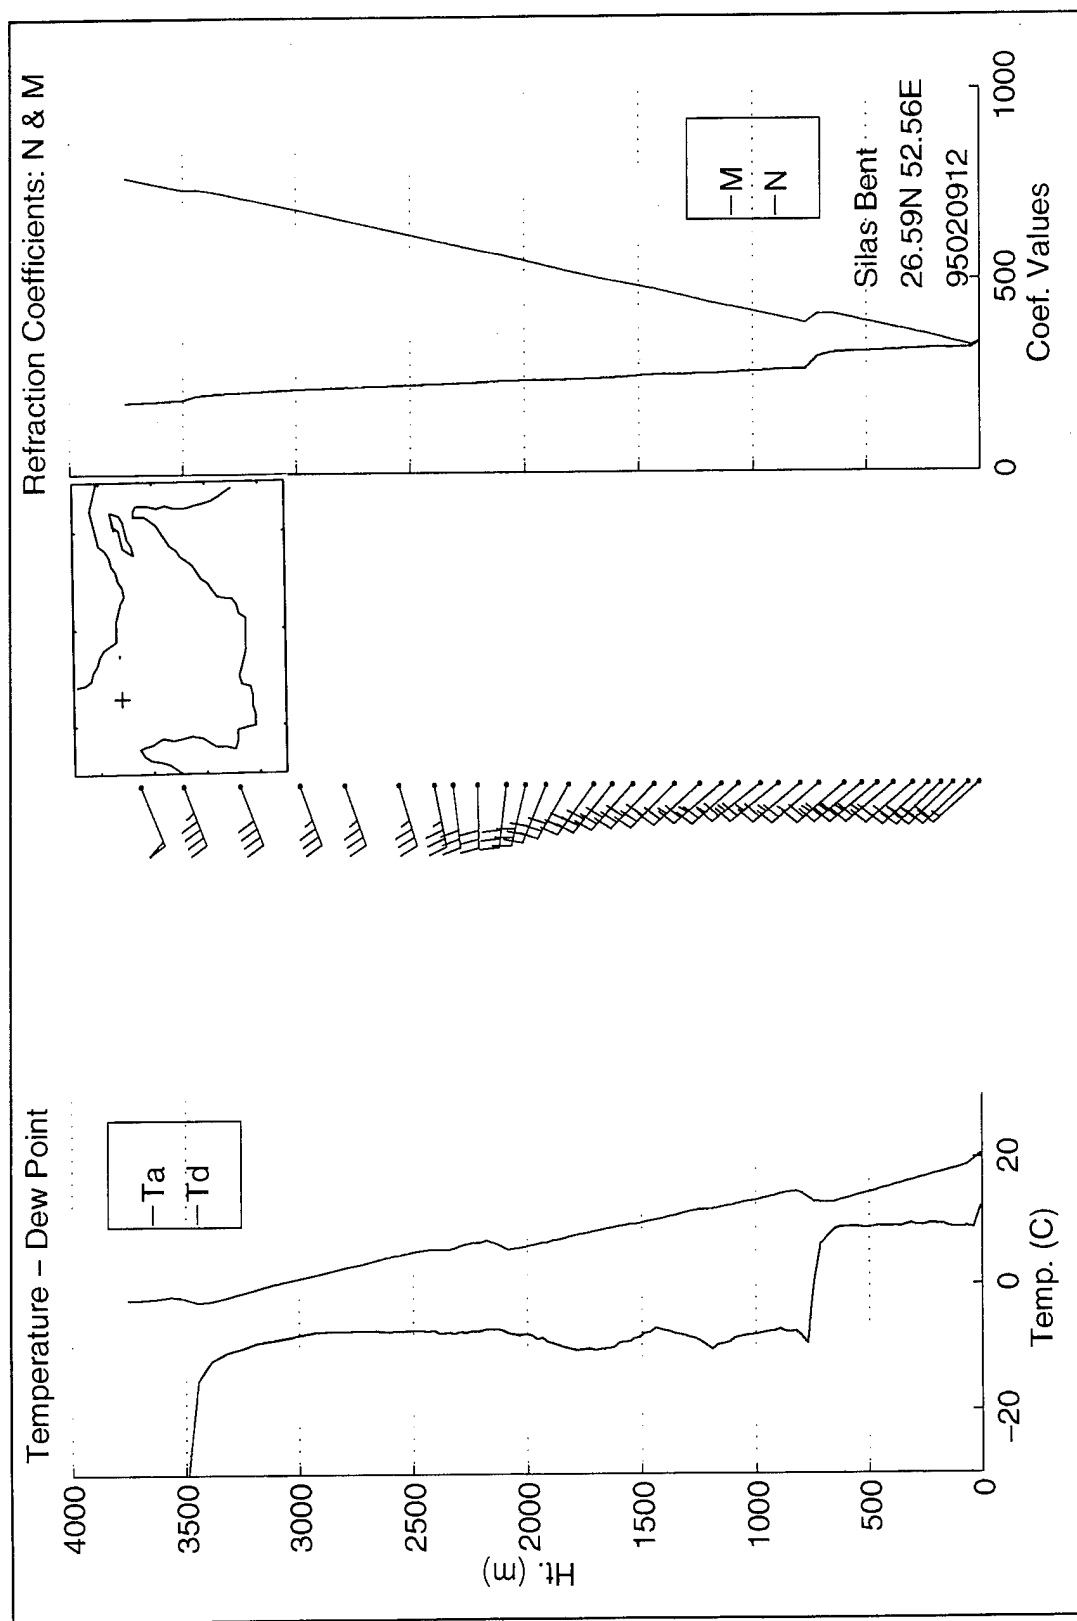 Temperature – Dew Point
Ta
Td
4000
3500
3000
2500
2000
1500
1000
500
0
Ht. (m)
−20
0
20
Temp. (C)
Refraction Coefficients: N & M
M
N
Silas Bent
26.59N 52.56E
95020912
0
500
1000
Coef. Values